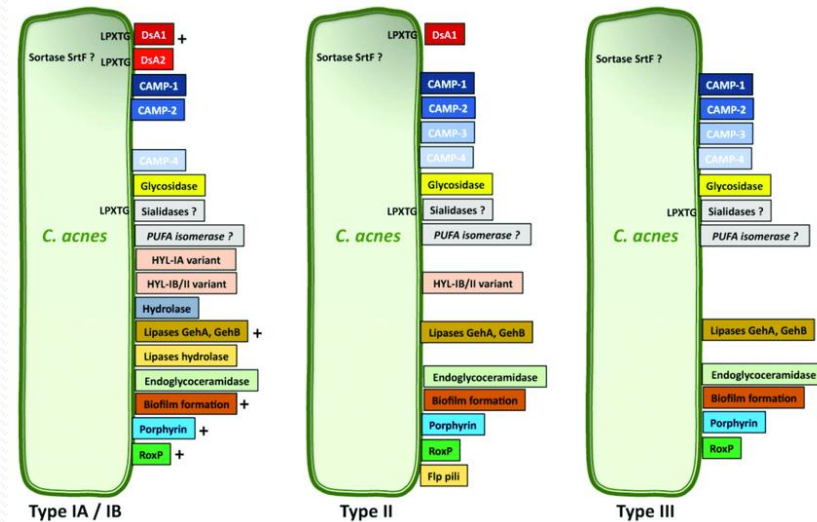 LPXTG DsA1 +
Sortase SrtF ? LPXTG DsA2
CAMP-1
CAMP-2
CAMP-4
Glycosidase
LPXTG Sialidases ?
C. acnes
PUFA isomerase ?
HYL-IA variant
HYL-IB/II variant
Hydrolase
Lipases GehA, GehB +
Lipases hydrolase
Endoglycoceramidase
Biofilm formation +
Porphyrin +
RoxP +
Type IA / IB
LPXTG DsA1
Sortase SrtF ?
CAMP-1
CAMP-2
CAMP-3
CAMP-4
Glycosidase
LPXTG Sialidases ?
C. acnes
PUFA isomerase ?
HYL-IB/II variant
Lipases GehA, GehB
Endoglycoceramidase
Biofilm formation
Porphyrin
RoxP
Flp pili
Type II
Sortase SrtF ?
CAMP-1
CAMP-2
CAMP-3
CAMP-4
Glycosidase
LPXTG Sialidases ?
C. acnes
PUFA isomerase ?
Lipases GehA, GehB
Endoglycoceramidase
Biofilm formation
Porphyrin
RoxP
Type III